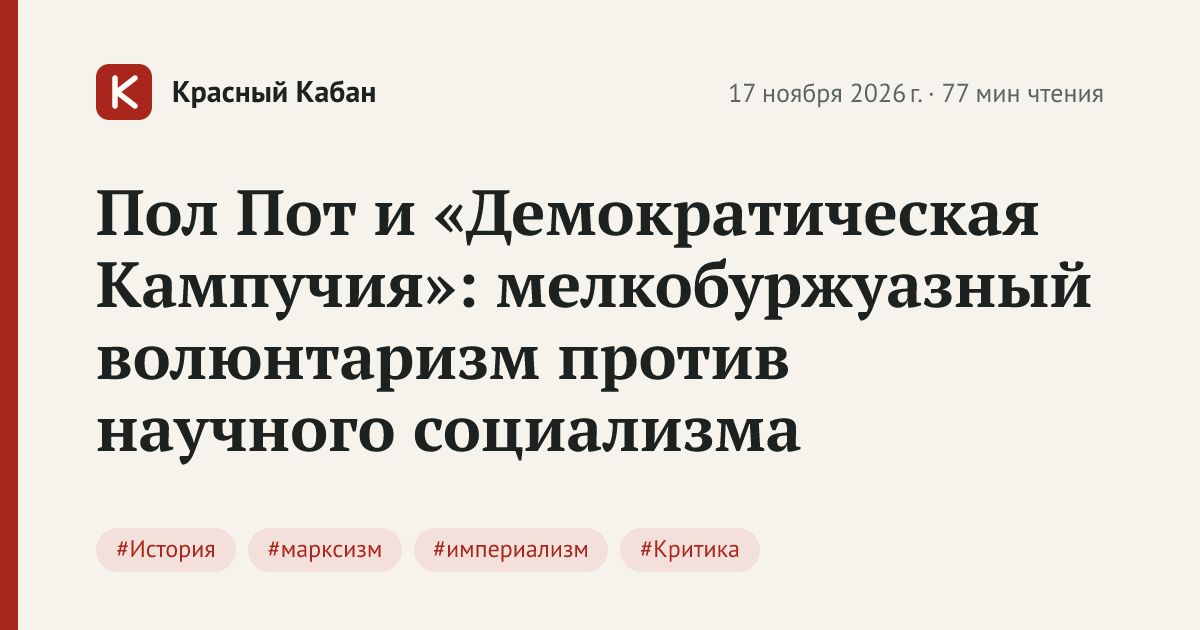 Красный Кабан
17 ноября 2026 г. · 77 мин чтения
Пол Пот и «Демократическая
Кампучия»: мелкобуржуазный
волюнтаризм против
научного социализма
#История #марксизм #империализм #Критика